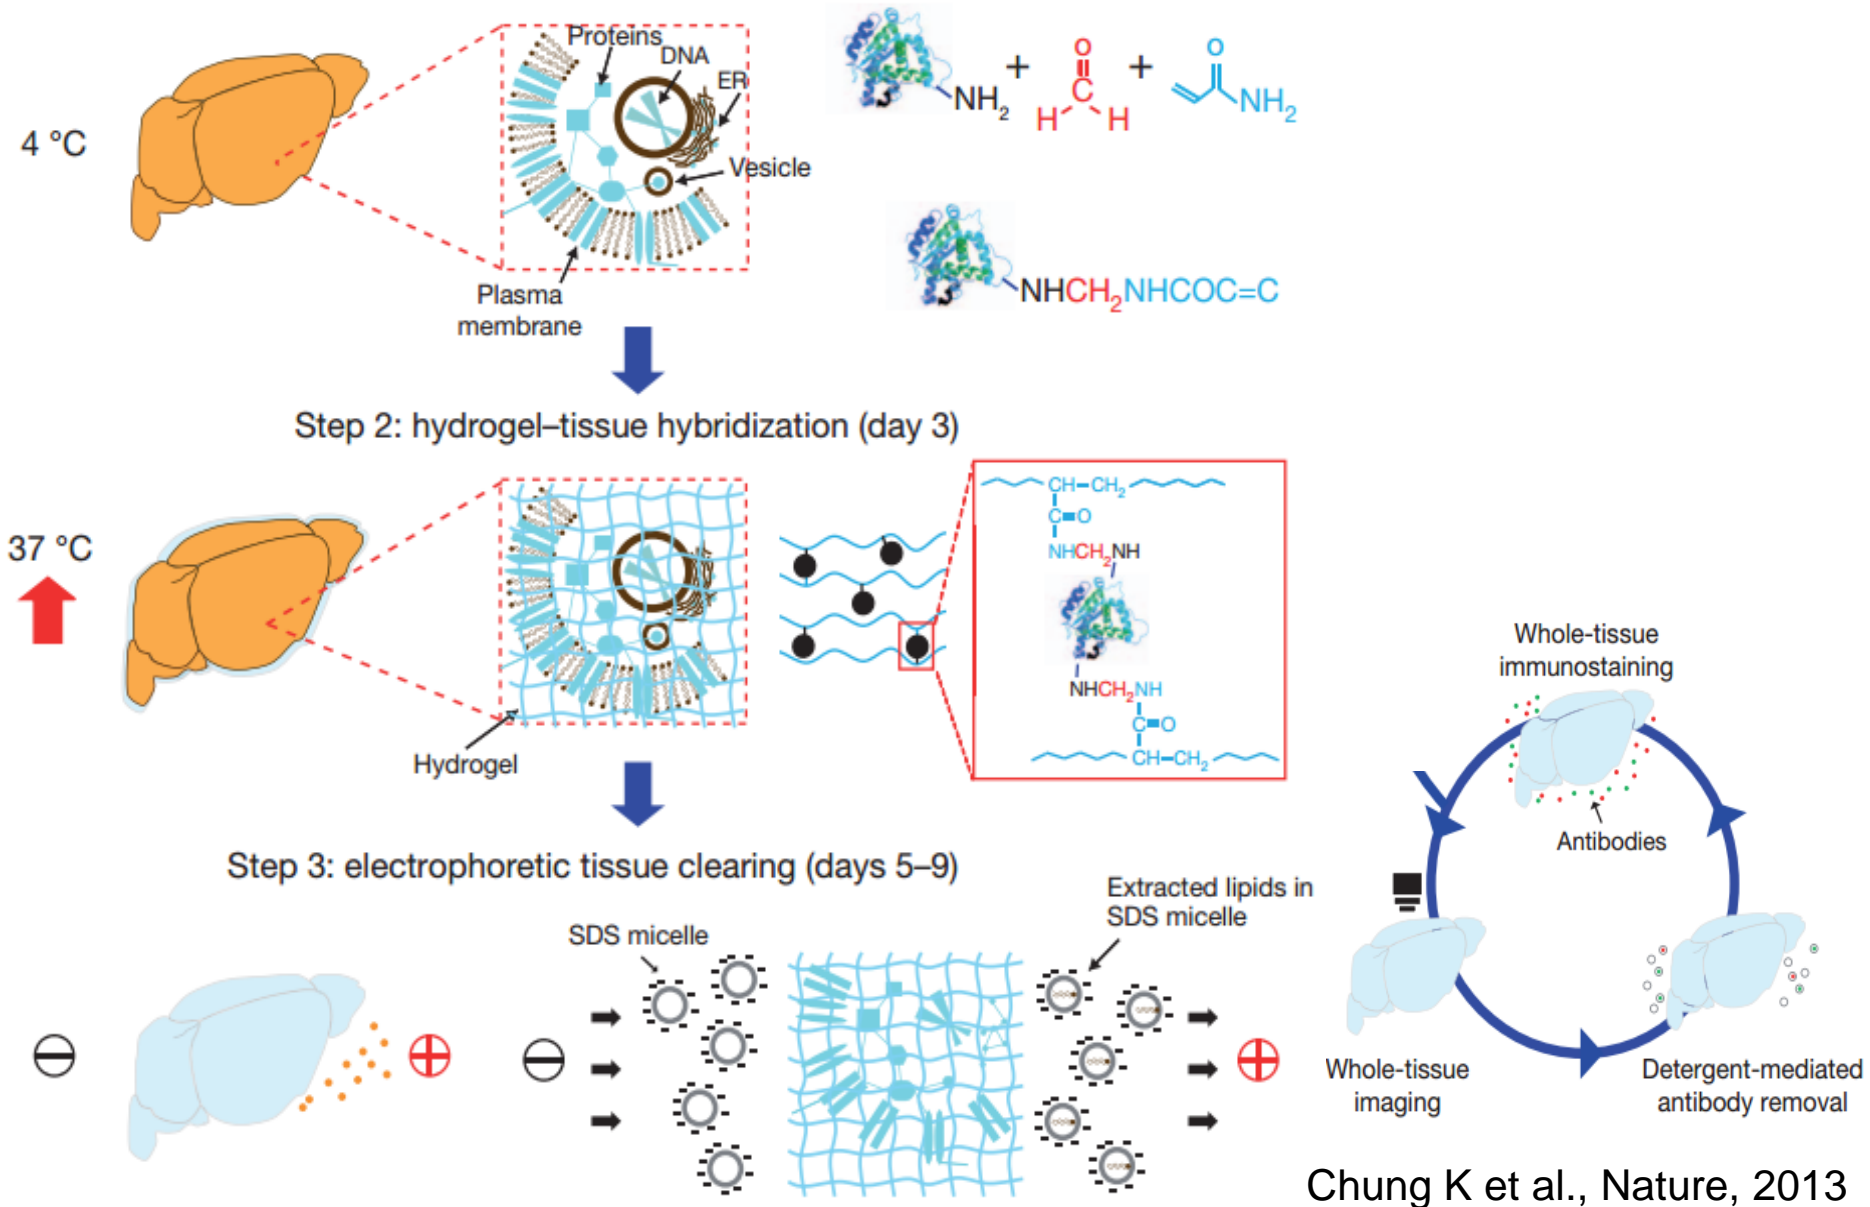 4 °C
Proteins
DNA
ER
Vesicle
Plasma
membrane
NH2 + H C O H + O NH2
NHCH2NHCOC=C
Step 2: hydrogel–tissue hybridization (day 3)
37 °C
Hydrogel
CH–CH2
C=O
NHCH2NH
NHCH2NH
C=O
CH–CH2
Step 3: electrophoretic tissue clearing (days 5–9)
SDS micelle
Extracted lipids in
SDS micelle
Whole-tissue
immunostaining
Antibodies
Whole-tissue
imaging
Detergent-mediated
antibody removal
Chung K et al., Nature, 2013